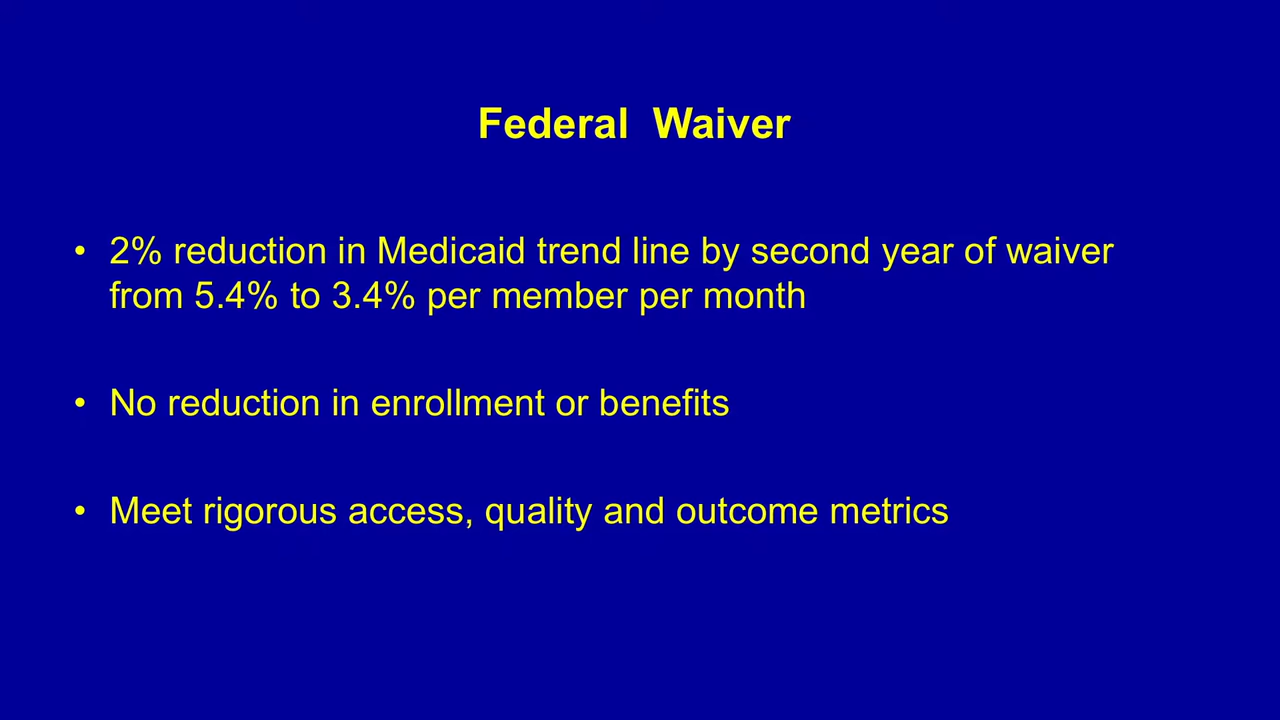 Federal  Waiver
• 2% reduction in Medicaid trend line by second year of waiver
from 5.4% to 3.4% per member per month
• No reduction in enrollment or benefits
• Meet rigorous access, quality and outcome metrics